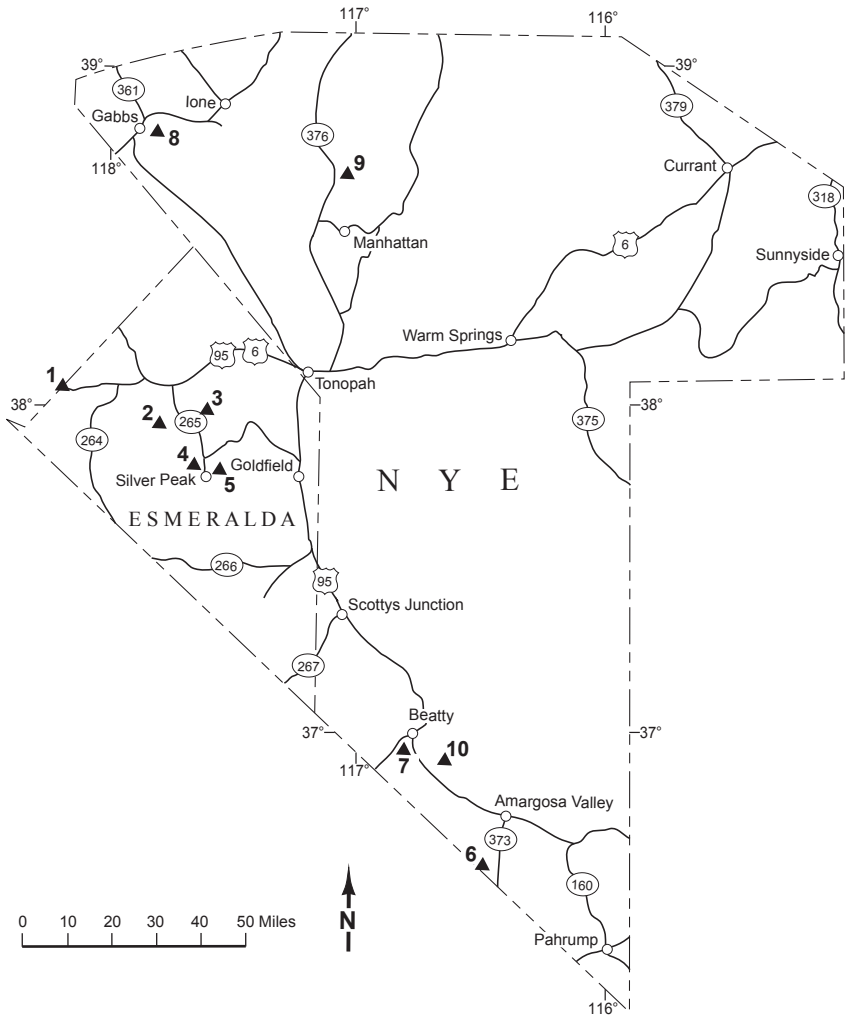 117°
116°
39°
39°
361
Ione
379
Gabbs
8
376
118°
9
Currant
318
Manhattan
6
Sunnyside
Warm Springs
95
6
1
Tonopah
38°
38°
2
3
265
375
264
4
Goldfield
Silver Peak
5
NYE
ESMERALDA
266
95
Scottys Junction
267
Beatty
37°
37°
10
7
117°
Amargosa Valley
373
6
160
N
0 10 20 30 40 50 Miles
Pahrump
116°